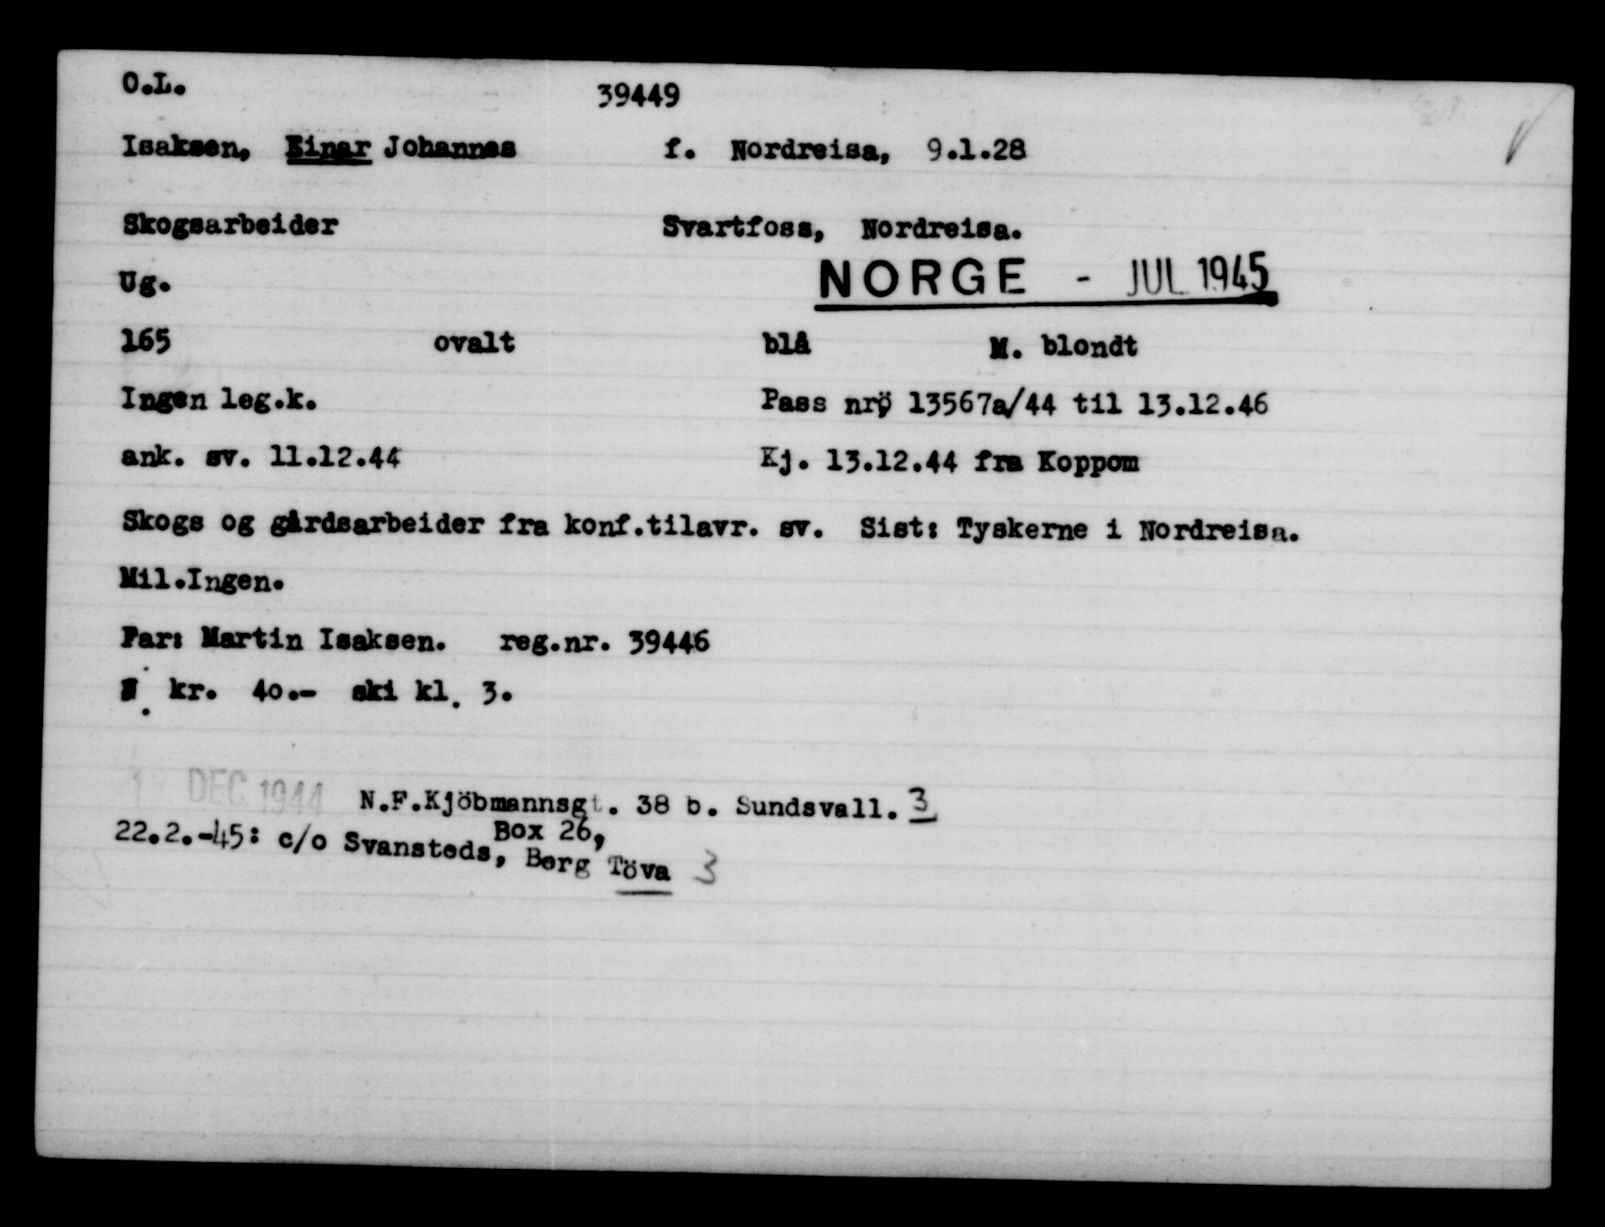 O.L. 39449
Isaksen, Einar Johannes f. Nordreisa, 9.1.28
Skogsarbeider Svartfoss, Nordreisa.
Ug. NORGE - JUL 1945
165 ovalt blå M. blondt
Ingen leg.k. Pass nr 13567a/44 til 13.12.46
ank. sv. 11.12.44 Kj. 13.12.44 fra Koppom
Skogs og gårdsarbeider fra konf.tilavr. sv. Sist: Tyskerne i Nordreisa.
Mil.Ingen.
Far: Martin Isaksen. reg.nr. 39446
kr. 40.- ski kl. 3.
DEC 1944 N.F.Kjöbmannsgt. 38 b. Sundsvall. 3
Box 26,
22.2.-45: c/o Svansteds, Berg Töva 3